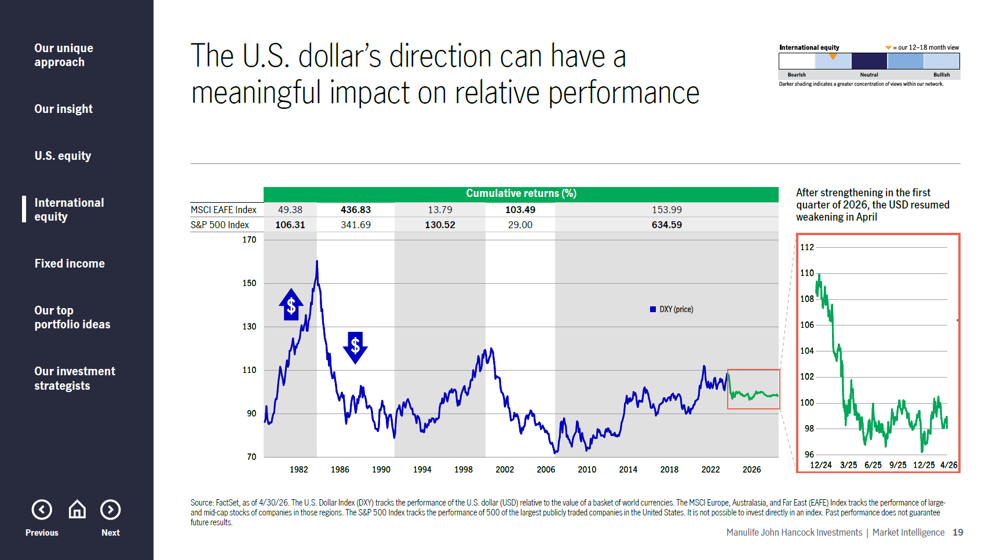 Our unique
approach
Our insight
U.S. equity
International
equity
Fixed income
Our top
portfolio ideas
Our investment
strategists
Previous
Next
The U.S. dollar’s direction can have a
meaningful impact on relative performance
International equity
= our 12–18 month view
Bearish
Neutral
Bullish
Darker shading indicates a greater concentration of views within our network.
Cumulative returns (%)
MSCI EAFE Index 49.38 436.83 13.79 103.49 153.99
S&P 500 Index 106.31 341.69 130.52 29.00 634.59
170
150
130
110
90
70
$
$
DXY (price)
1982 1986 1990 1994 1998 2002 2006 2010 2014 2018 2022 2026
After strengthening in the first
quarter of 2026, the USD resumed
weakening in April
112
110
108
106
104
102
100
98
96
12/24 3/25 6/25 9/25 12/25 4/26
Source: FactSet, as of 4/30/26. The U.S. Dollar Index (DXY) tracks the performance of the U.S. dollar (USD) relative to the value of a basket of world currencies. The MSCI Europe, Australasia, and Far East (EAFE) Index tracks the performance of large-
and mid-cap stocks of companies in those regions. The S&P 500 Index tracks the performance of 500 of the largest publicly traded companies in the United States. It is not possible to invest directly in an index. Past performance does not guarantee
future results.
Manulife John Hancock Investments | Market Intelligence 19